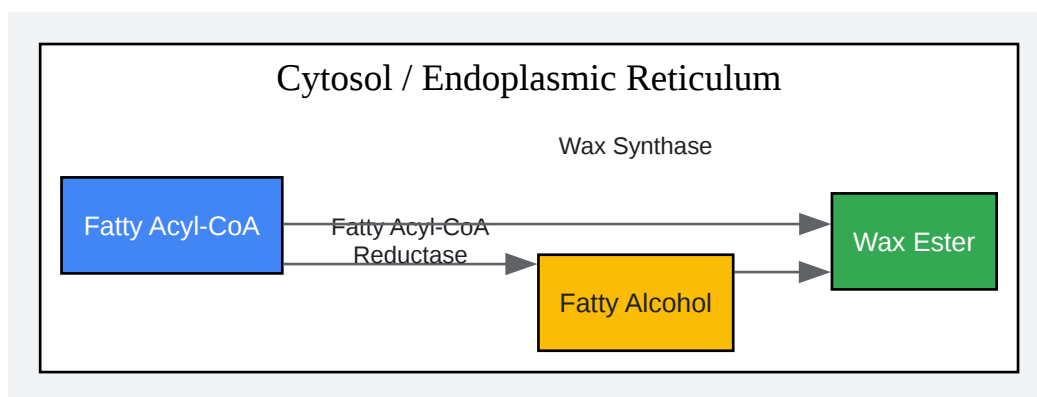 Cytosol / Endoplasmic Reticulum
Wax Synthase
Fatty Acyl-CoA
Fatty Acyl-CoA
Reductase
Wax Ester
Fatty Alcohol